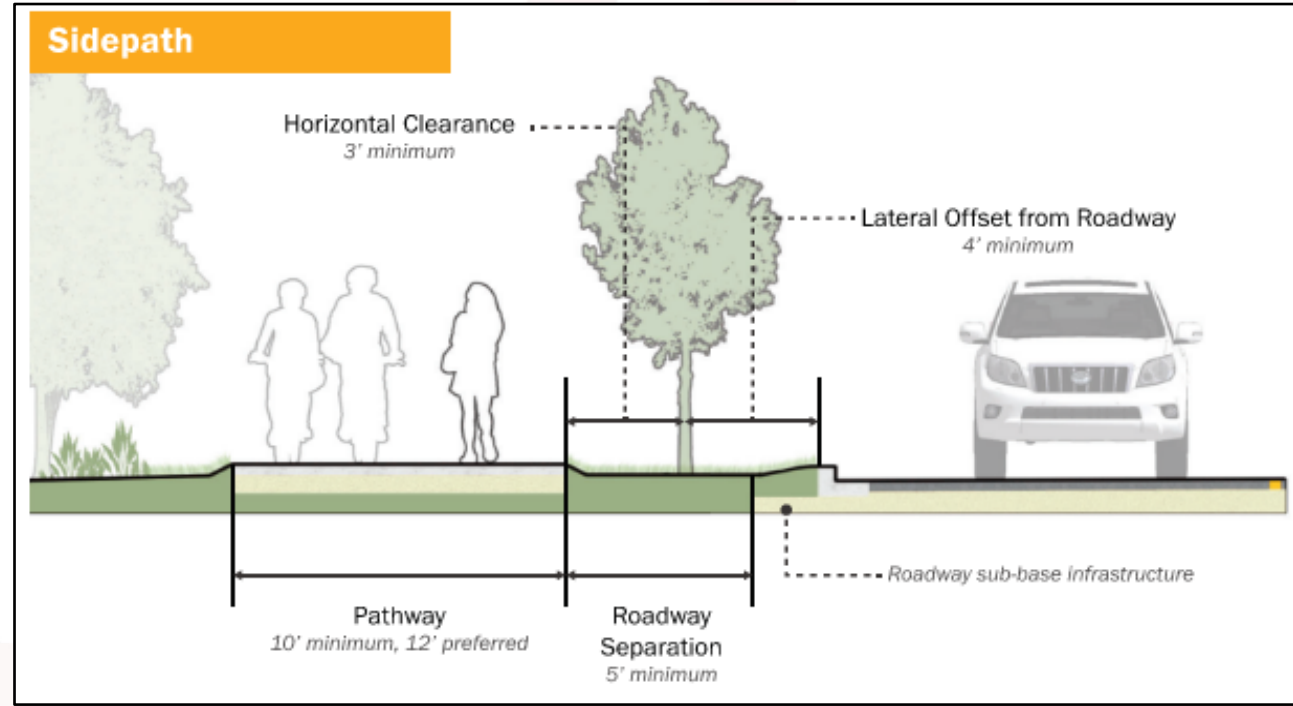 Sidepath
Horizontal Clearance
3' minimum
Lateral Offset from Roadway
4' minimum
Roadway sub-base infrastructure
Pathway
10' minimum, 12' preferred
Roadway
Separation
5' minimum